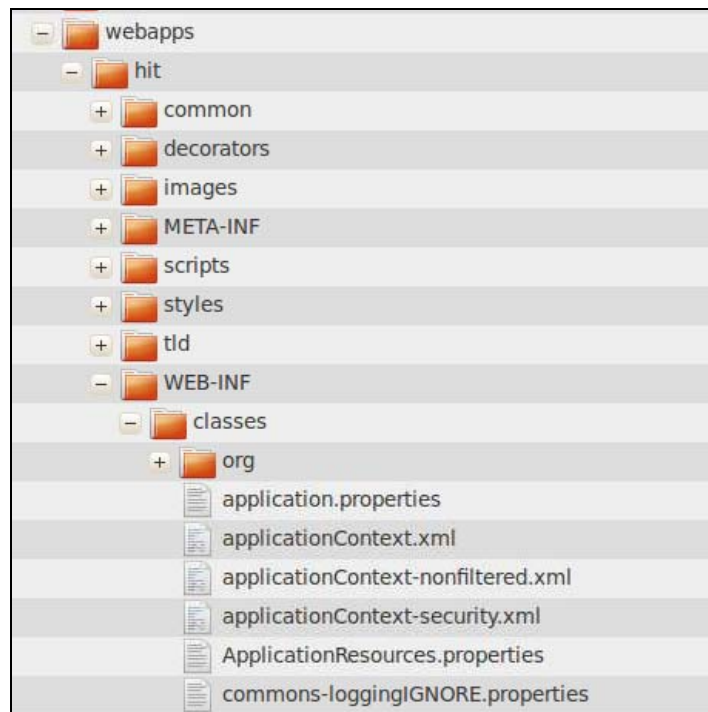 webapps
hit
common
decorators
images
META-INF
scripts
styles
tld
WEB-INF
classes
org
application.properties
applicationContext.xml
applicationContext-nonfiltered.xml
applicationContext-security.xml
ApplicationResources.properties
commons-loggingIGNORE.properties